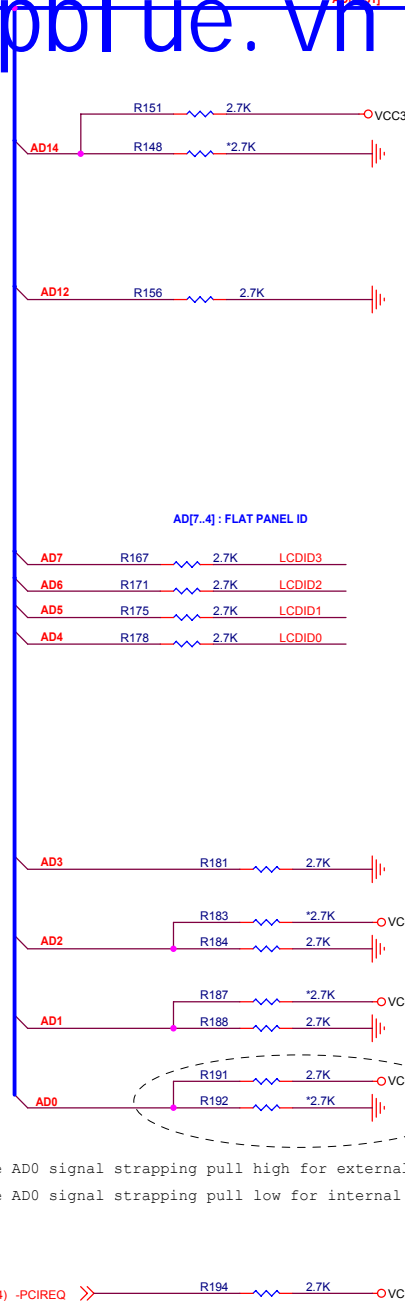 R151 2.7K VCC3
AD14 R148 *2.7K
AD12 R156 2.7K
AD[7..4] : FLAT PANEL ID
AD7 R167 2.7K LCDID3
AD6 R171 2.7K LCDID2
AD5 R175 2.7K LCDID1
AD4 R178 2.7K LCDID0
AD3 R181 2.7K
R183 *2.7K VC
AD2 R184 2.7K
R187 *2.7K VC
AD1 R188 2.7K
R191 2.7K VC
AD0 R192 *2.7K
AD0 signal strapping pull high for external
AD0 signal strapping pull low for internal
-PCIREQ R194 2.7K VC